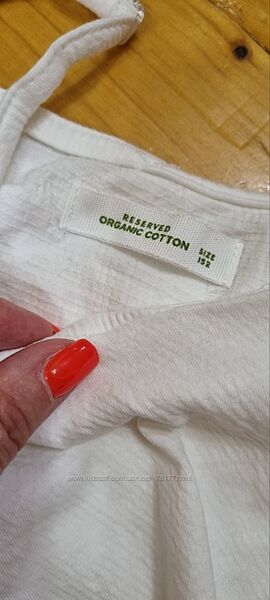 RESERVED
ORGANIC COTTON
SIZE
152